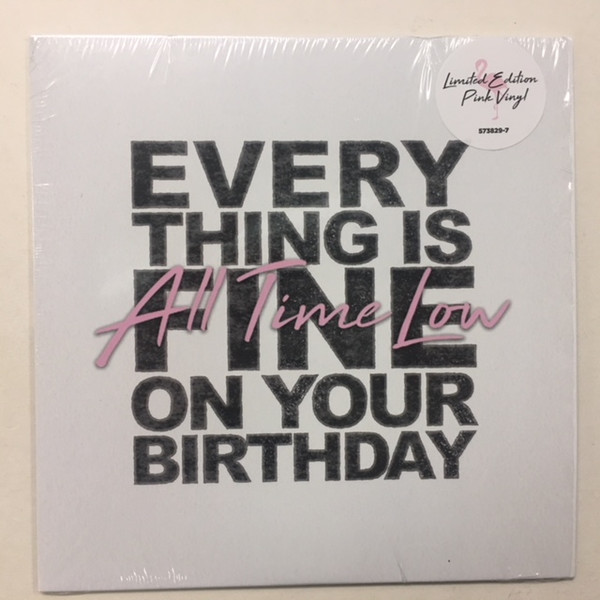 Limited Edition
Pink Vinyl
573829-7
EVERY
THING IS
FINE
All Time Low
ON YOUR
BIRTHDAY